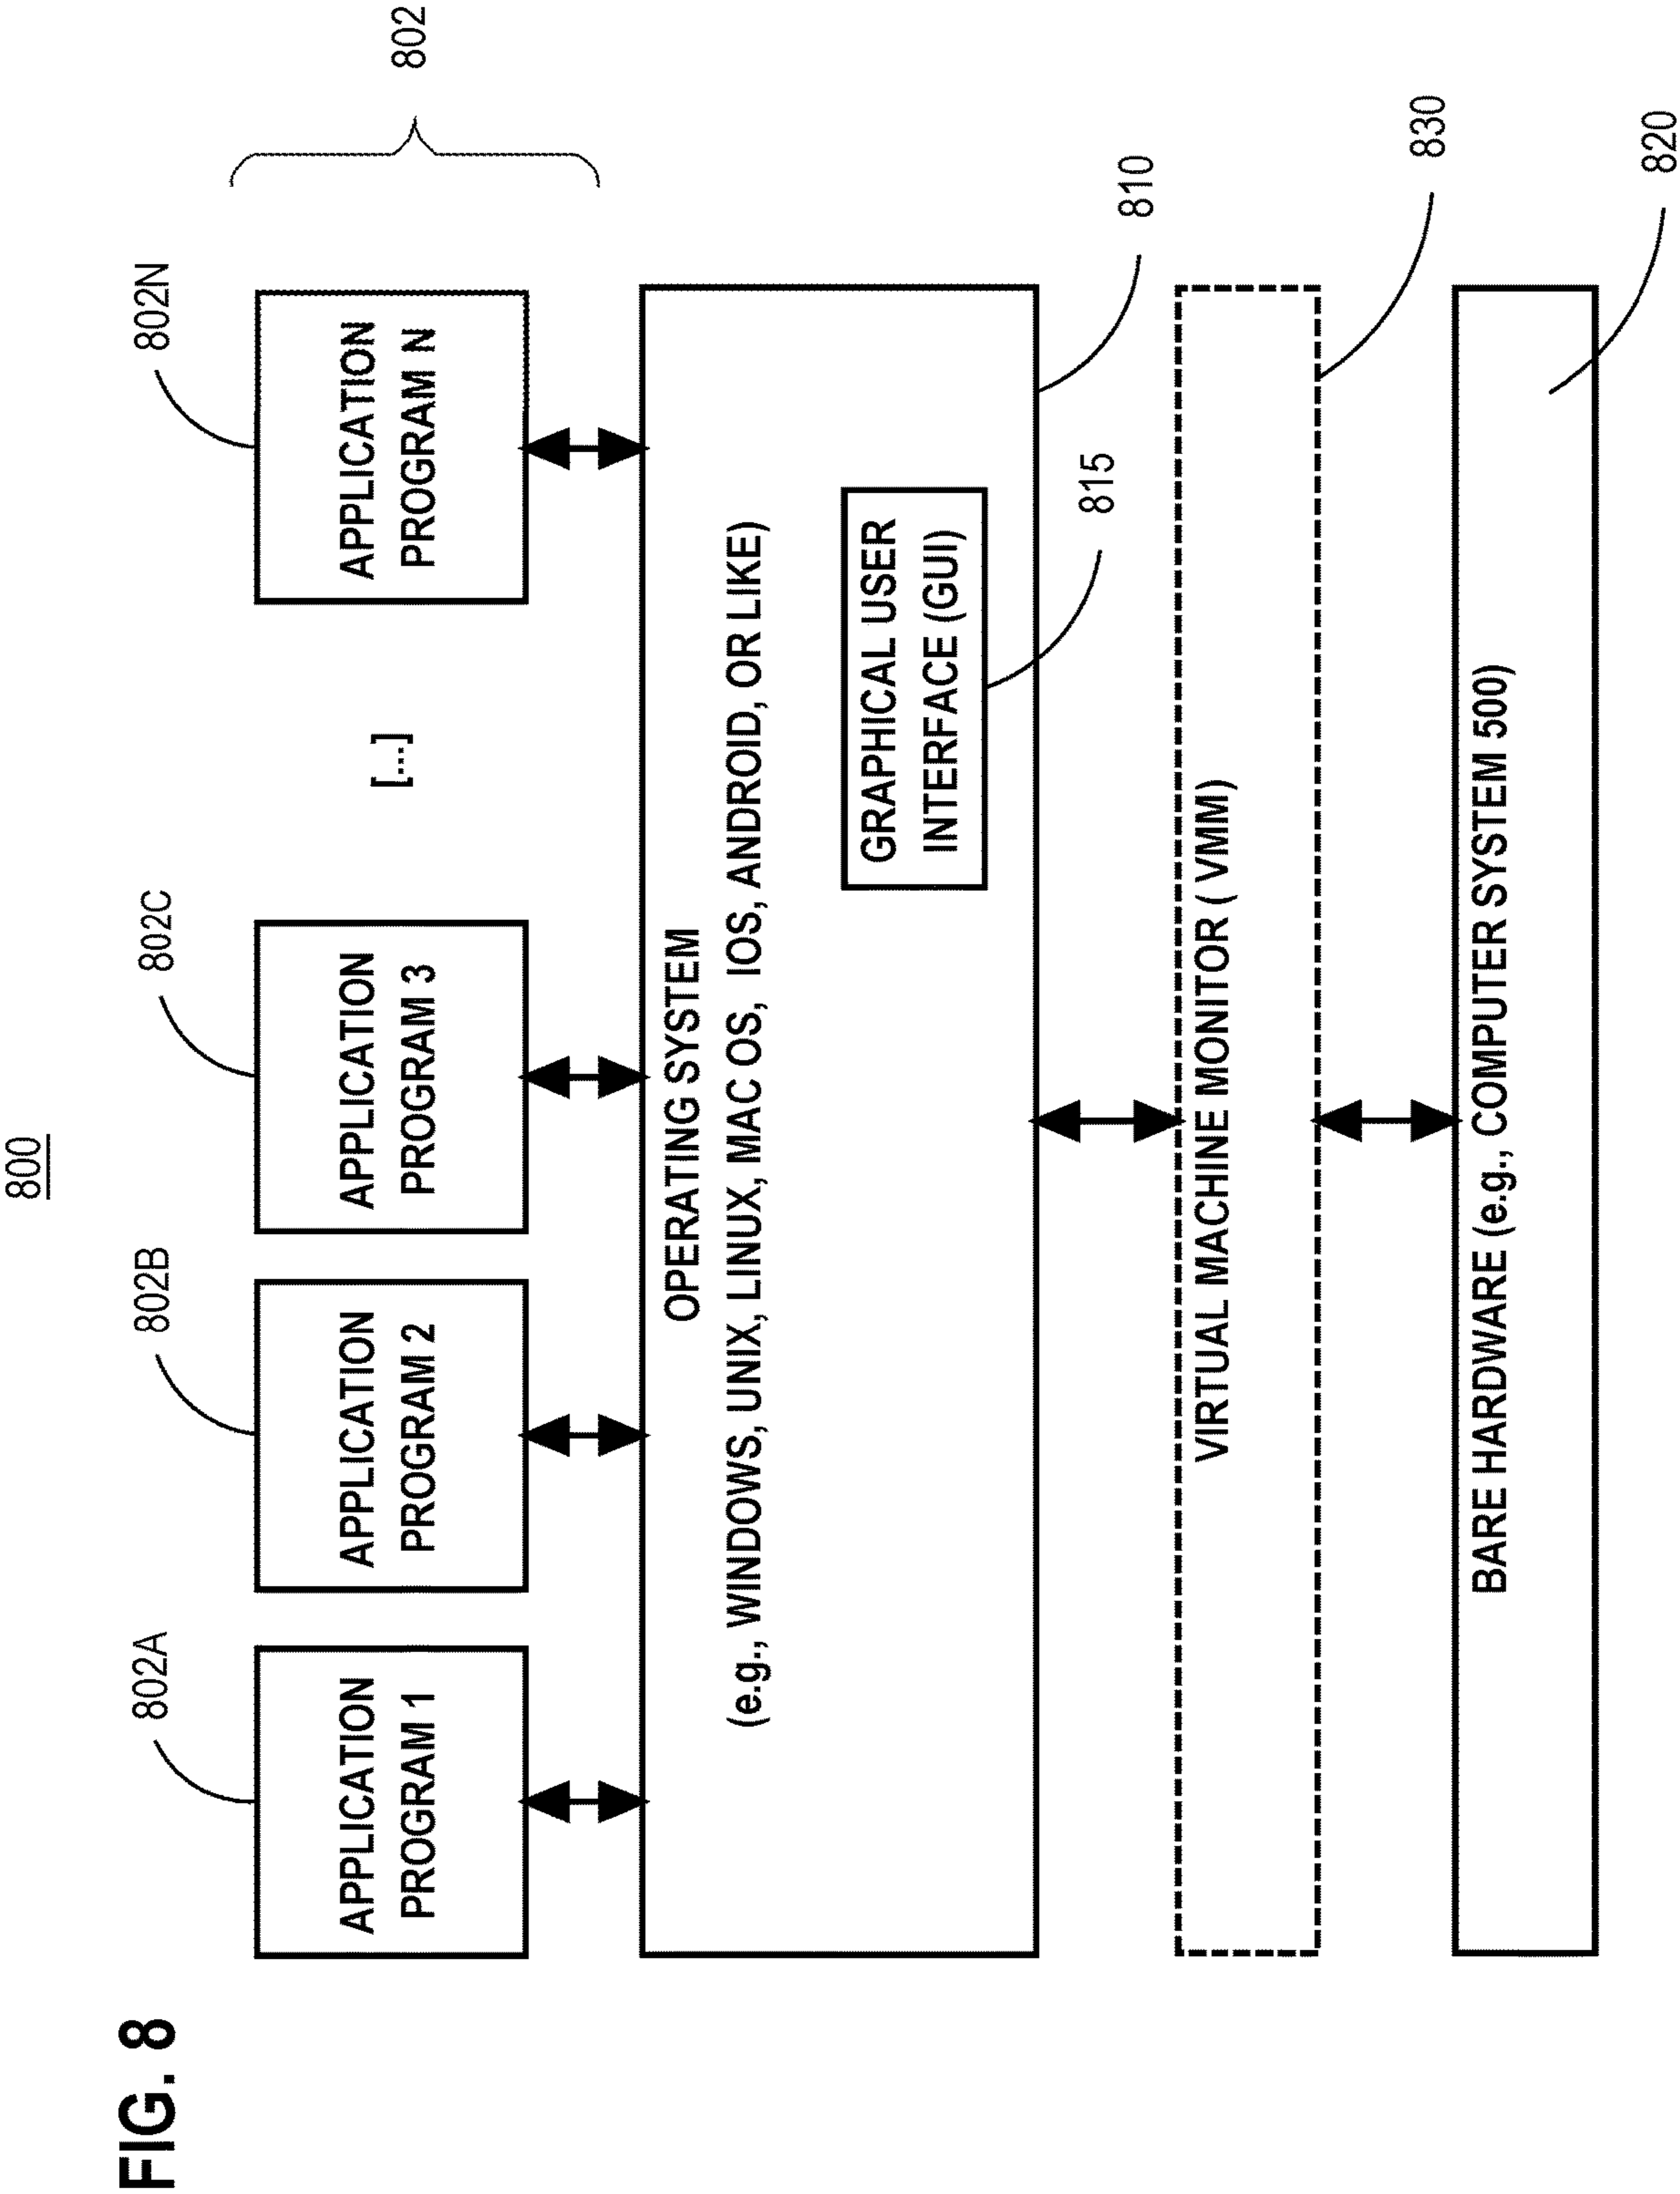 FIG. 8
800
802
802A
802B
802C
802N
APPLICATION
PROGRAM 1
APPLICATION
PROGRAM 2
APPLICATION
PROGRAM 3
[...]
APPLICATION
PROGRAM N
OPERATING SYSTEM
(e.g., WINDOWS, UNIX, LINUX, MAC OS, IOS, ANDROID, OR LIKE)
GRAPHICAL USER
INTERFACE (GUI)
815
810
VIRTUAL MACHINE MONITOR ( VMM)
830
BARE HARDWARE (e.g., COMPUTER SYSTEM 500)
820